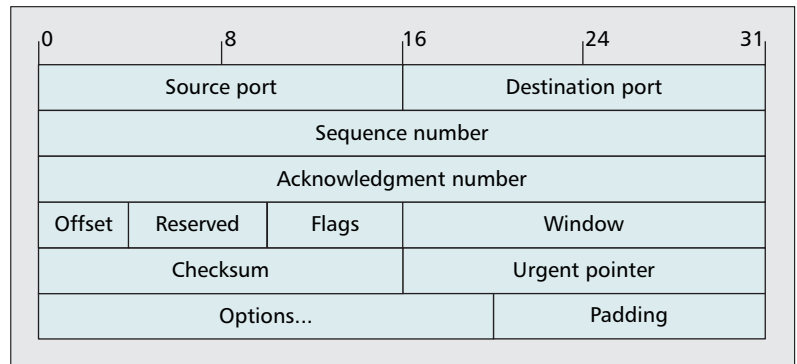 0 8 16 24 31
Source port Destination port
Sequence number
Acknowledgment number
Offset Reserved Flags Window
Checksum Urgent pointer
Options... Padding